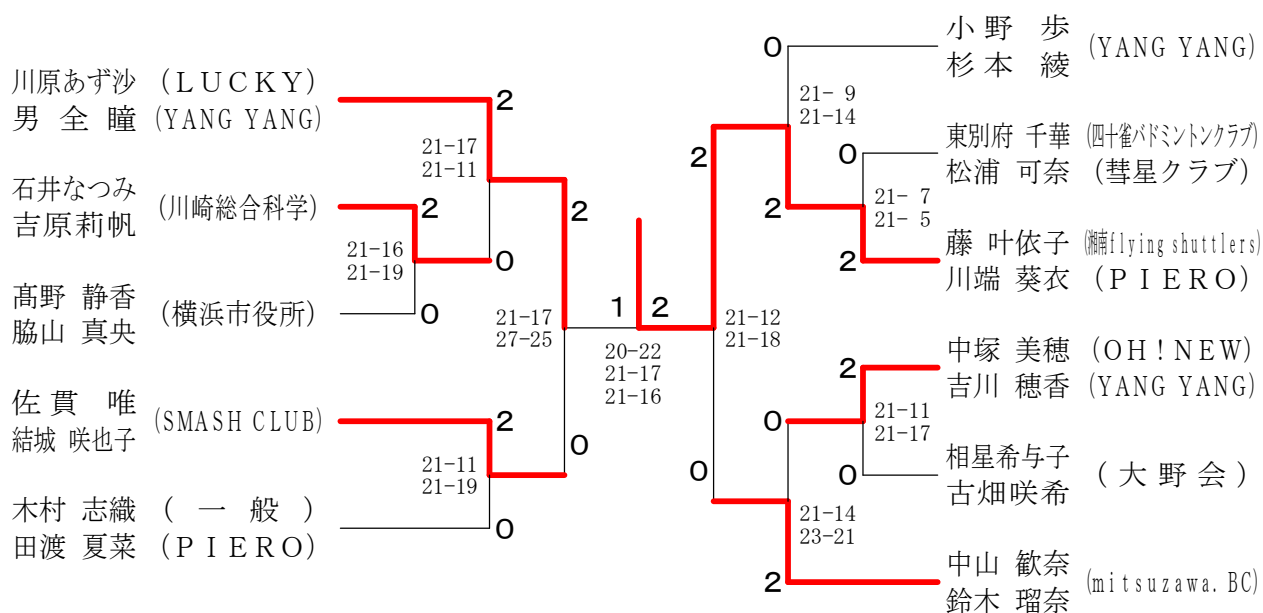 川原あず沙 (LUCKY)
男全瞳 (YANG YANG)
2
21-17
21-11
石井なつみ
吉原莉帆
(川崎総合科学)
2
0
21-16
21-19
髙野 静香
脇山 真央
(横浜市役所)
0
2
21-17
27-25
佐貫 唯
結城 咲也子
(SMASH CLUB)
2
0
21-11
21-19
木村 志織 (一般)
田渡 夏菜 (PIERO)
0
1 2
20-22
21-17
21-16
小野 歩
杉本 綾
(YANG YANG)
0
21- 9
21-14
2
東別府 千華 (四十雀バドミントンクラブ)
松浦 可奈 (彗星クラブ)
0
2
21- 7
21- 5
藤 叶依子 (湘南flying shuttlers)
川端 葵衣 (PIERO)
2
21-12
21-18
中塚 美穂 (OH!NEW)
吉川 穂香 (YANG YANG)
2
0
21-11
21-17
相星希与子
古畑咲希
(大野会)
0
0
21-14
23-21
中山 歓奈
鈴木 瑠奈
(mitsuzawa. BC)
2